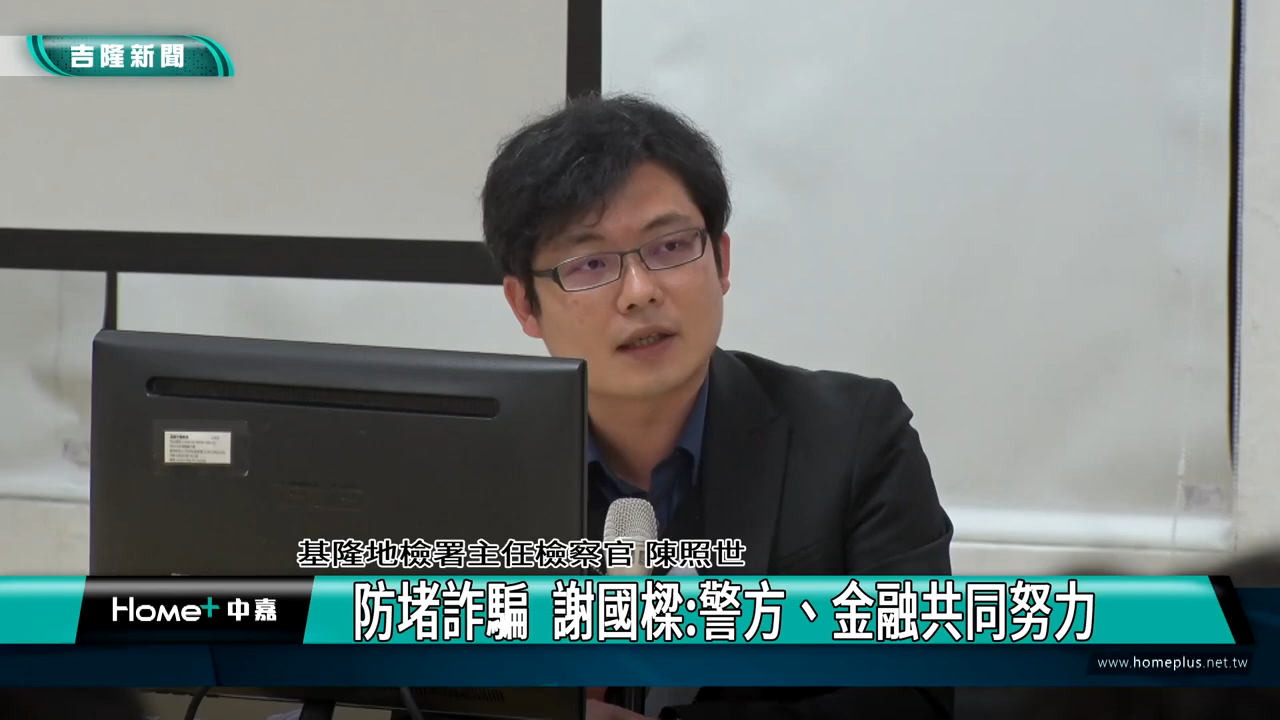 吉隆新聞
基隆地檢署主任檢察官 陳照世
Home+中嘉
防堵詐騙 謝國樑:警方、金融共同努力
www.homeplus.net.tw